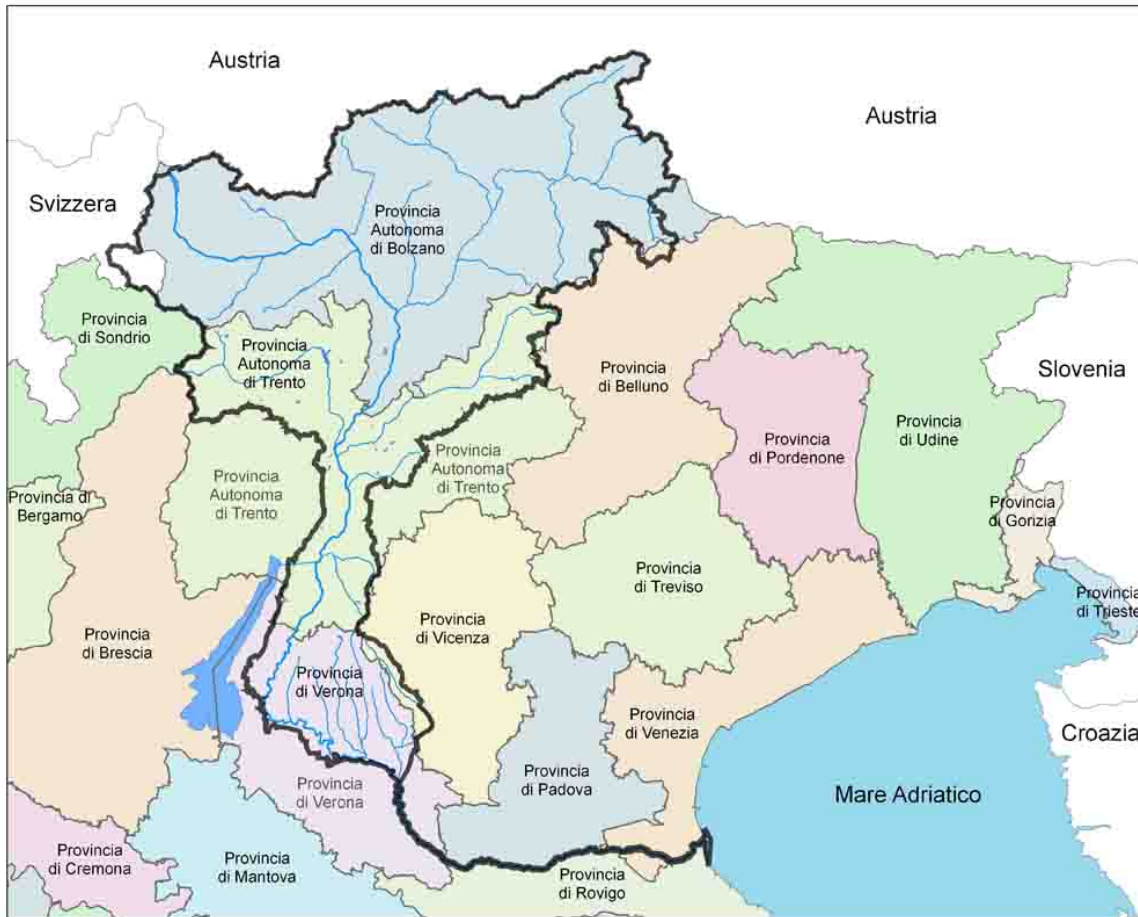 Austria
Austria
Svizzera
Provincia
Autonoma
di Bolzano
Provincia
di Sondrio
Provincia
Autonoma
di Trento
Provincia
di Belluno
Slovenia
Provincia
di Udine
Provincia
di Pordenone
Provincia
Autonoma
di Trento
Provincia
Autonoma
di Trento
Provincia di
Bergamo
Provincia
di Gorizia
Provincia
di Treviso
Provincia
di Trieste
Provincia
di Brescia
Provincia
di Vicenza
Provincia
di Verona
Provincia
di Venezia
Croazia
Provincia
di Padova
Provincia
di Verona
Mare Adriatico
Provincia
di Cremona
Provincia
di Mantova
Provincia
di Rovigo